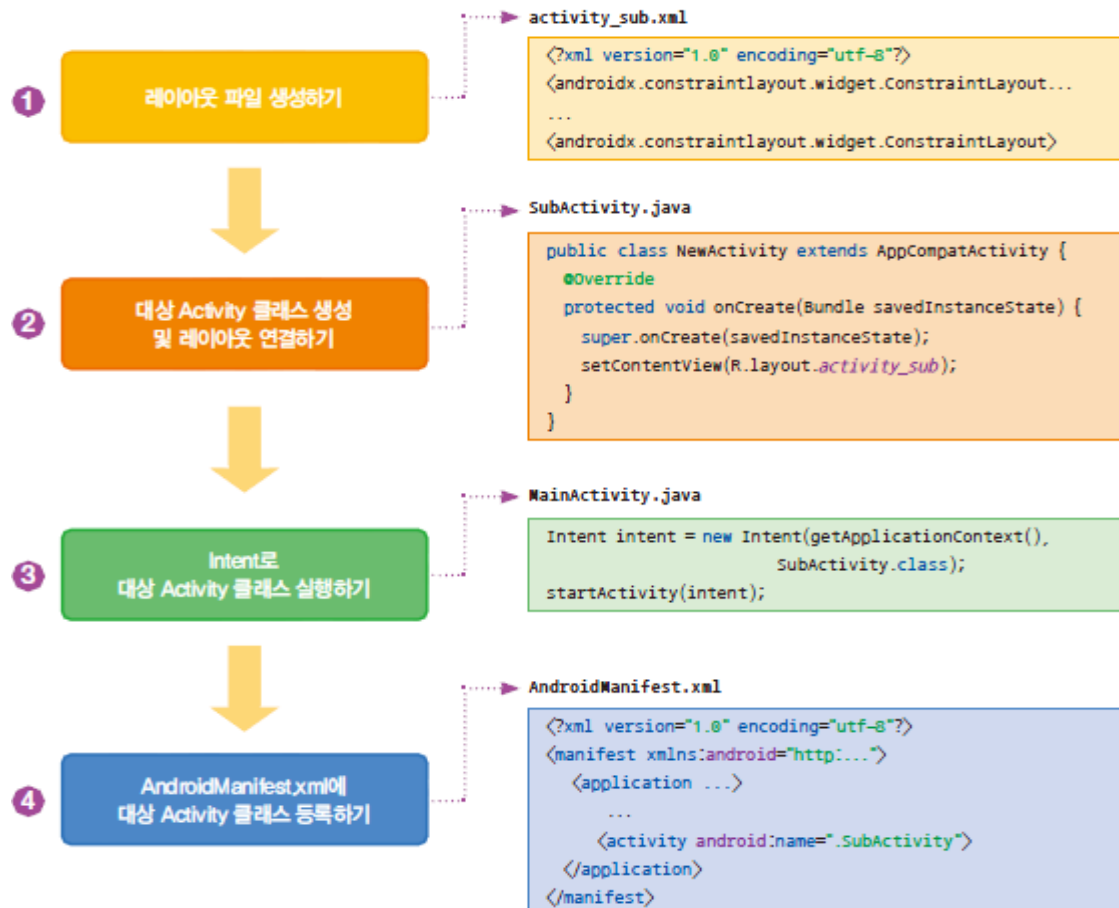 activity_sub.xml
1
레이아웃 파일 생성하기
<?xml version="1.0" encoding="utf-8"?>
<androidx.constraintlayout.widget.ConstraintLayout...
...
<androidx.constraintlayout.widget.ConstraintLayout>
SubActivity.java
2
대상 Activity 클래스 생성
및 레이아웃 연결하기
public class NewActivity extends AppCompatActivity {
@Override
protected void onCreate(Bundle savedInstanceState) {
super.onCreate(savedInstanceState);
setContentView(R.layout.activity_sub);
}
}
MainActivity.java
3
Intent로
대상 Activity 클래스 실행하기
Intent intent = new Intent(getApplicationContext(),
SubActivity.class);
startActivity(intent);
AndroidManifest.xml
4
AndroidManifest.xml에
대상 Activity 클래스 등록하기
<?xml version="1.0" encoding="utf-8"?>
<manifest xmlns:android="http:...">
<application ...>
...
<activity android:name=".SubActivity">
</application>
</manifest>